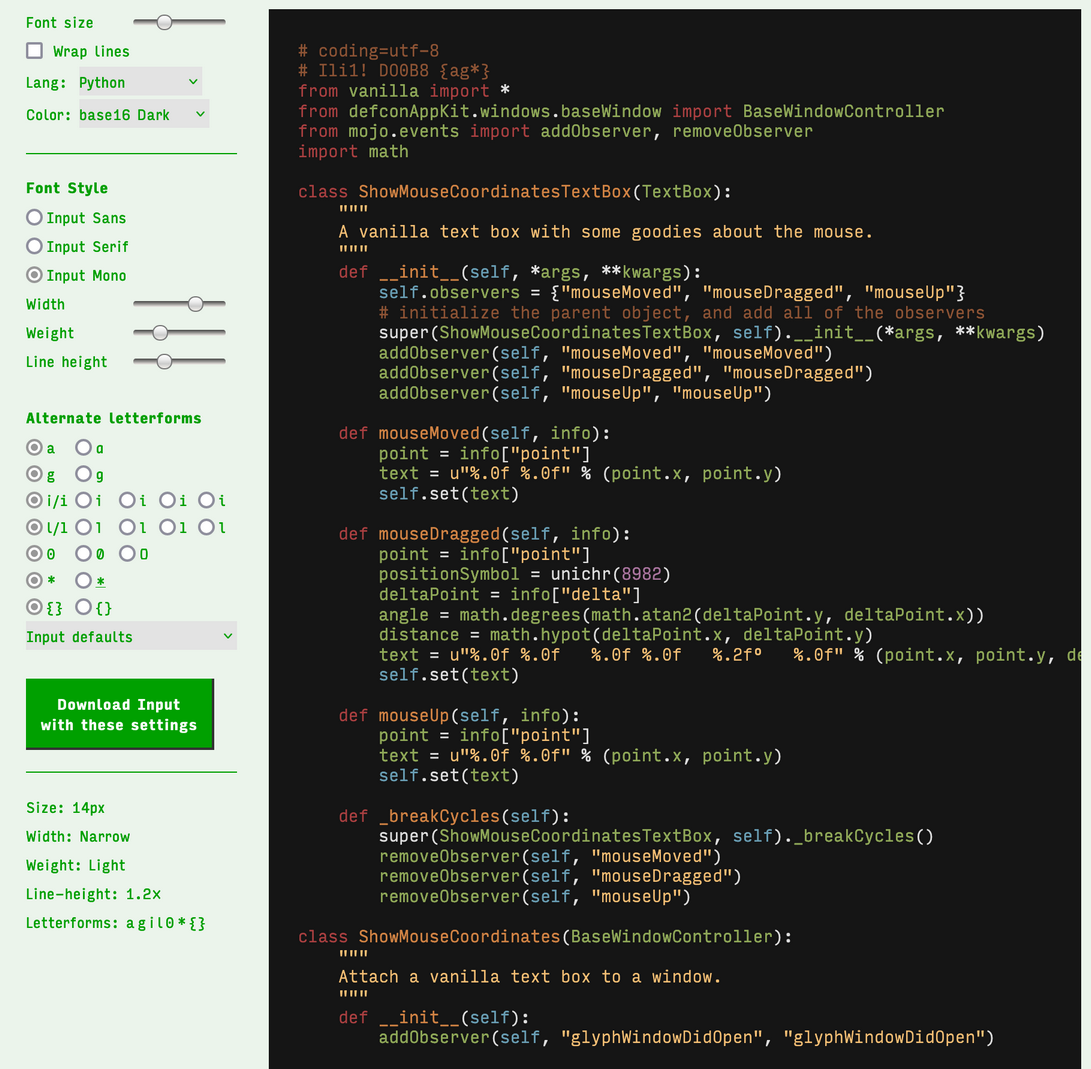 Font size
Wrap lines
Lang: Python
Color: base16 Dark
Font Style
Input Sans
Input Serif
Input Mono
Width
Weight
Line height
Alternate letterforms
a a
g g
i/i i i i i
l/l l l l l
0 0 0
* *
{} {}
Input defaults
Download Input
with these settings
Size: 14px
Width: Narrow
Weight: Light
Line-height: 1.2x
Letterforms: a g i l 0 * {}
# coding=utf-8
# Ili1! DO0B8 {ag*}
from vanilla import *
from defconAppKit.windows.baseWindow import BaseWindowController
from mojo.events import addObserver, removeObserver
import math

class ShowMouseCoordinatesTextBox(TextBox):
    """
    A vanilla text box with some goodies about the mouse.
    """
    def __init__(self, *args, **kwargs):
        self.observers = {"mouseMoved", "mouseDragged", "mouseUp"}
        # initialize the parent object, and add all of the observers
        super(ShowMouseCoordinatesTextBox, self).__init__(*args, **kwargs)
        addObserver(self, "mouseMoved", "mouseMoved")
        addObserver(self, "mouseDragged", "mouseDragged")
        addObserver(self, "mouseUp", "mouseUp")

    def mouseMoved(self, info):
        point = info["point"]
        text = u"%.0f %.0f" % (point.x, point.y)
        self.set(text)

    def mouseDragged(self, info):
        point = info["point"]
        positionSymbol = unichr(8982)
        deltaPoint = info["delta"]
        angle = math.degrees(math.atan2(deltaPoint.y, deltaPoint.x))
        distance = math.hypot(deltaPoint.x, deltaPoint.y)
        text = u"%.0f %.0f   %.0f %.0f   %.2fº   %.0f" % (point.x, point.y, de
        self.set(text)

    def mouseUp(self, info):
        point = info["point"]
        text = u"%.0f %.0f" % (point.x, point.y)
        self.set(text)

    def _breakCycles(self):
        super(ShowMouseCoordinatesTextBox, self)._breakCycles()
        removeObserver(self, "mouseMoved")
        removeObserver(self, "mouseDragged")
        removeObserver(self, "mouseUp")

class ShowMouseCoordinates(BaseWindowController):
    """
    Attach a vanilla text box to a window.
    """
    def __init__(self):
        addObserver(self, "glyphWindowDidOpen", "glyphWindowDidOpen")